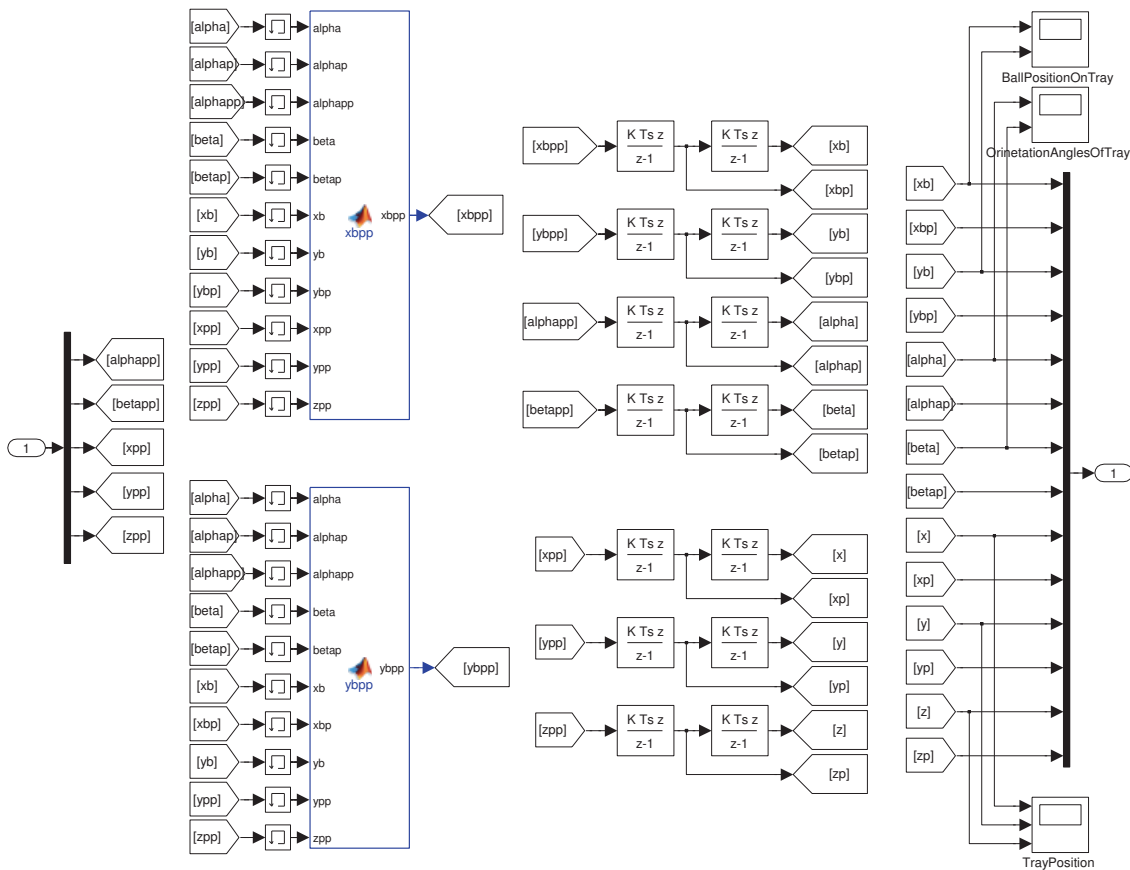 1
[alphapp]
[betapp]
[xpp]
[ypp]
[zpp]
[alpha] alpha
[alphap] alphap
[alphapp] alphapp
[beta] beta
[betap] betap
[xb] xb
[yb] yb
[ybp] ybp
[xpp] xpp
[ypp] ypp
[zpp] zpp
xbpp
xbpp
[xbpp]
[alpha] alpha
[alphap] alphap
[alphapp] alphapp
[beta] beta
[betap] betap
[xb] xb
[xbp] xbp
[yb] yb
[ypp] ypp
[zpp] zpp
ybpp
ybpp
[ybpp]
[xbpp]
K Ts z
z-1
K Ts z
z-1
[xb]
[xbp]
[ybpp]
K Ts z
z-1
K Ts z
z-1
[yb]
[ybp]
[alphapp]
K Ts z
z-1
K Ts z
z-1
[alpha]
[alphap]
[betapp]
K Ts z
z-1
K Ts z
z-1
[beta]
[betap]
[xpp]
K Ts z
z-1
K Ts z
z-1
[x]
[xp]
[ypp]
K Ts z
z-1
K Ts z
z-1
[y]
[yp]
[zpp]
K Ts z
z-1
K Ts z
z-1
[z]
[zp]
BallPositionOnTray
OrinetationAnglesOfTray
[xb]
[xbp]
[yb]
[ybp]
[alpha]
[alphap]
[beta]
[betap]
[x]
[xp]
[y]
[yp]
[z]
[zp]
1
TrayPosition